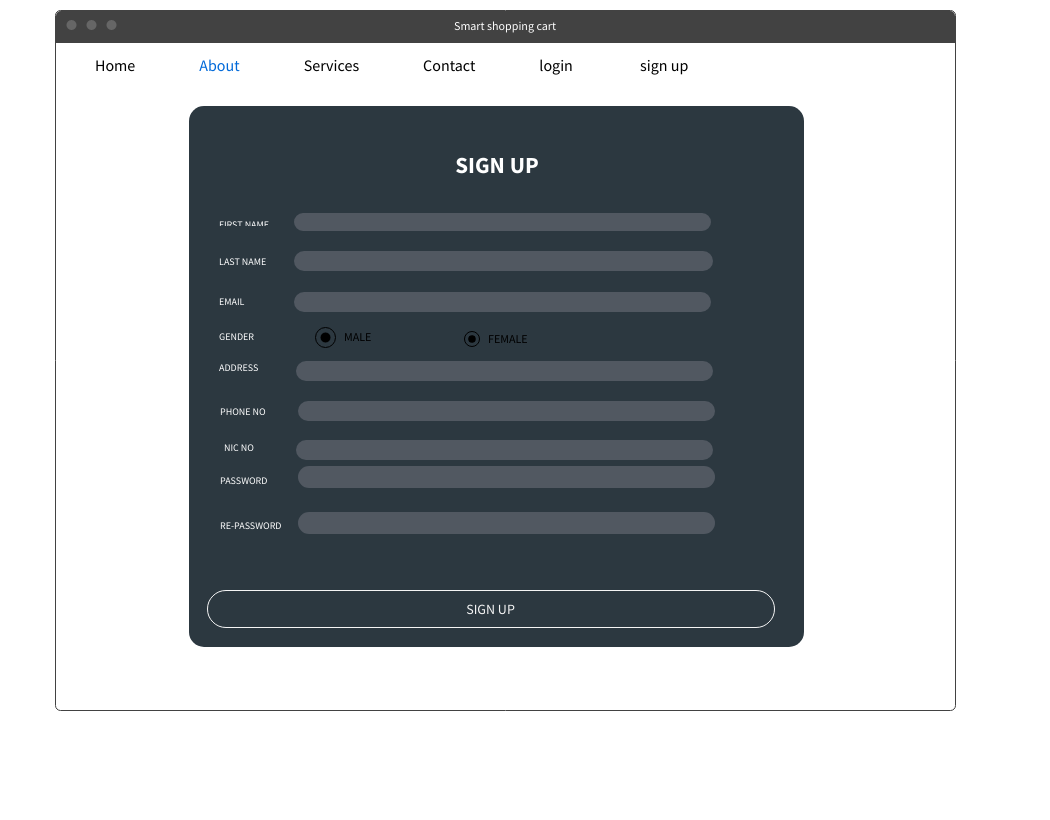 Smart shopping cart
Home About Services Contact login sign up
SIGN UP
FIRST NAME
LAST NAME
EMAIL
GENDER MALE FEMALE
ADDRESS
PHONE NO
NIC NO
PASSWORD
RE-PASSWORD
SIGN UP